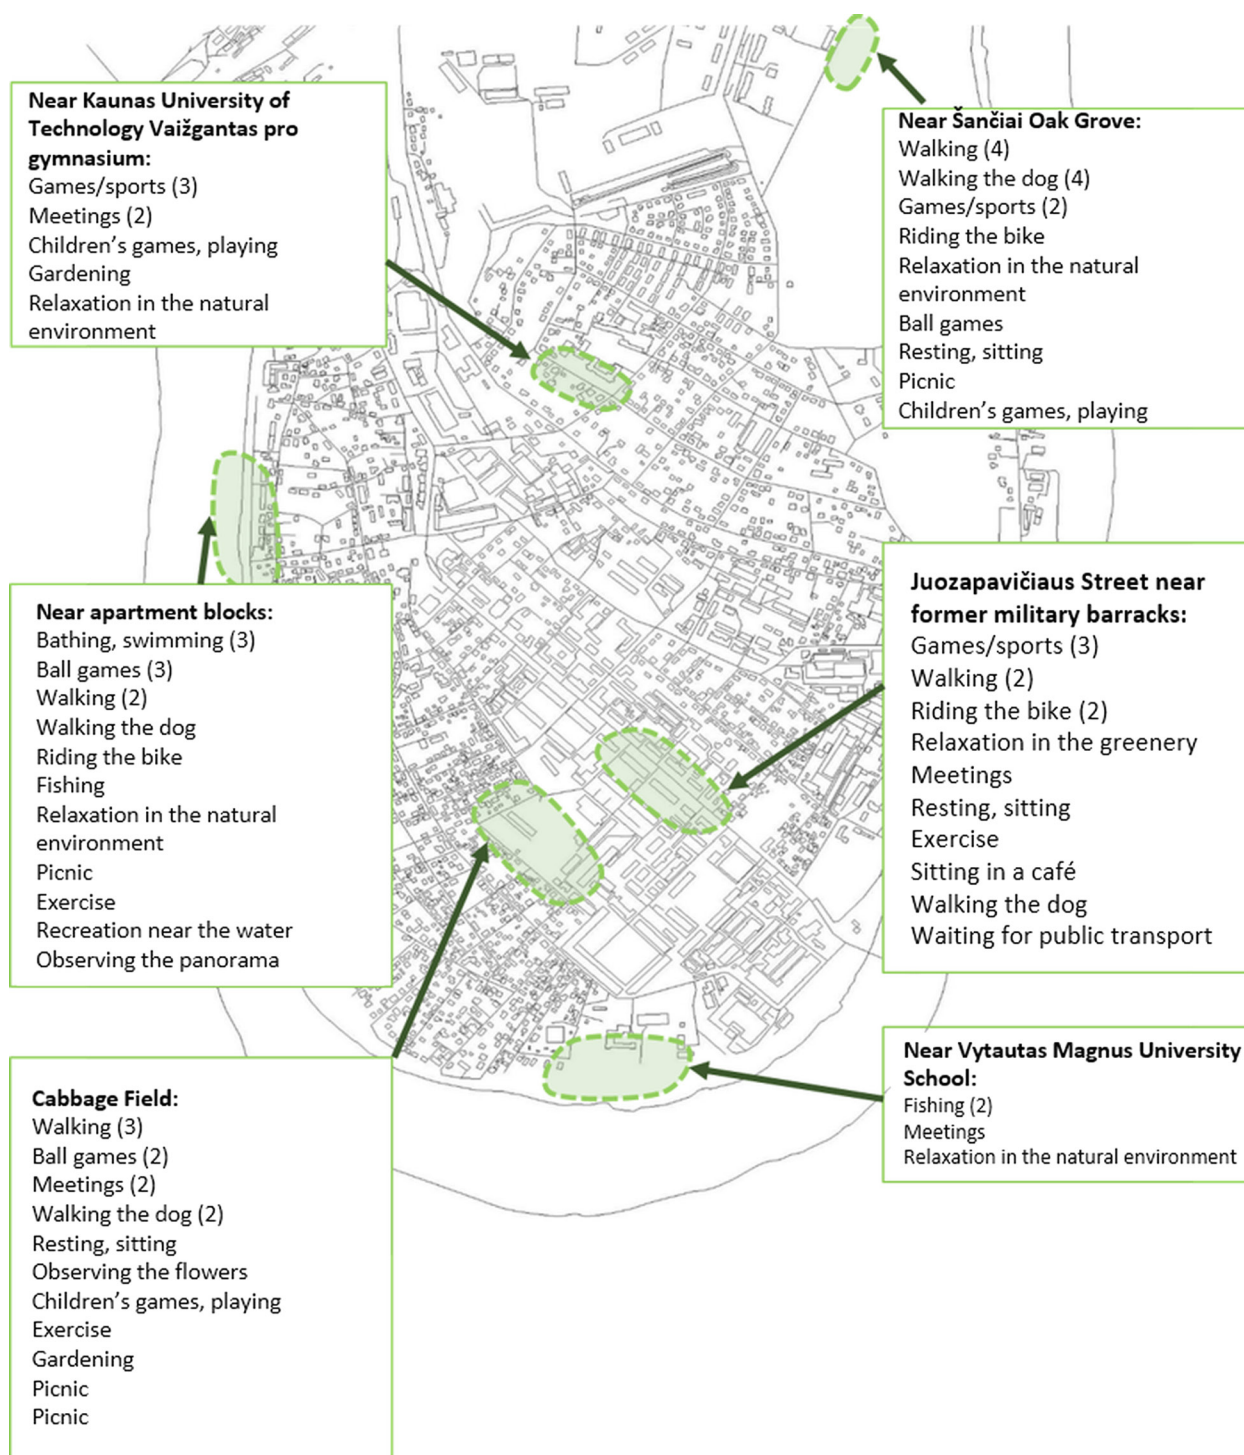 Near Kaunas University of
Technology Vaižgantas pro
gymnasium:
Games/sports (3)
Meetings (2)
Children's games, playing
Gardening
Relaxation in the natural
environment
Near Šančiai Oak Grove:
Walking (4)
Walking the dog (4)
Games/sports (2)
Riding the bike
Relaxation in the natural
environment
Ball games
Resting, sitting
Picnic
Children's games, playing
Near apartment blocks:
Bathing, swimming (3)
Ball games (3)
Walking (2)
Walking the dog
Riding the bike
Fishing
Relaxation in the natural
environment
Picnic
Exercise
Recreation near the water
Observing the panorama
Juozapavičiaus Street near
former military barracks:
Games/sports (3)
Walking (2)
Riding the bike (2)
Relaxation in the greenery
Meetings
Resting, sitting
Exercise
Sitting in a café
Walking the dog
Waiting for public transport
Cabbage Field:
Walking (3)
Ball games (2)
Meetings (2)
Walking the dog (2)
Resting, sitting
Observing the flowers
Children's games, playing
Exercise
Gardening
Picnic
Picnic
Near Vytautas Magnus University
School:
Fishing (2)
Meetings
Relaxation in the natural environment